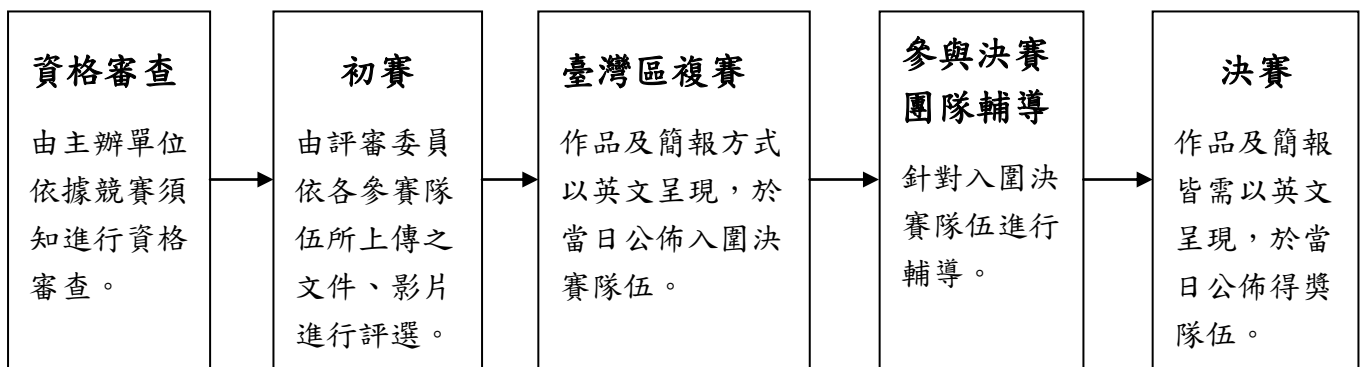 資格審查
由主辦單位
依據競賽須
知進行資格
審查。
初賽
由評審委員
依各參賽隊
伍所上傳之
文件、影片
進行評選。
臺灣區複賽
作品及簡報方式
以英文呈現,於
當日公佈入圍決
賽隊伍。
參與決賽
團隊輔導
針對入圍決
賽隊伍進行
輔導。
決賽
作品及簡報
皆需以英文
呈現,於當
日公佈得獎
隊伍。